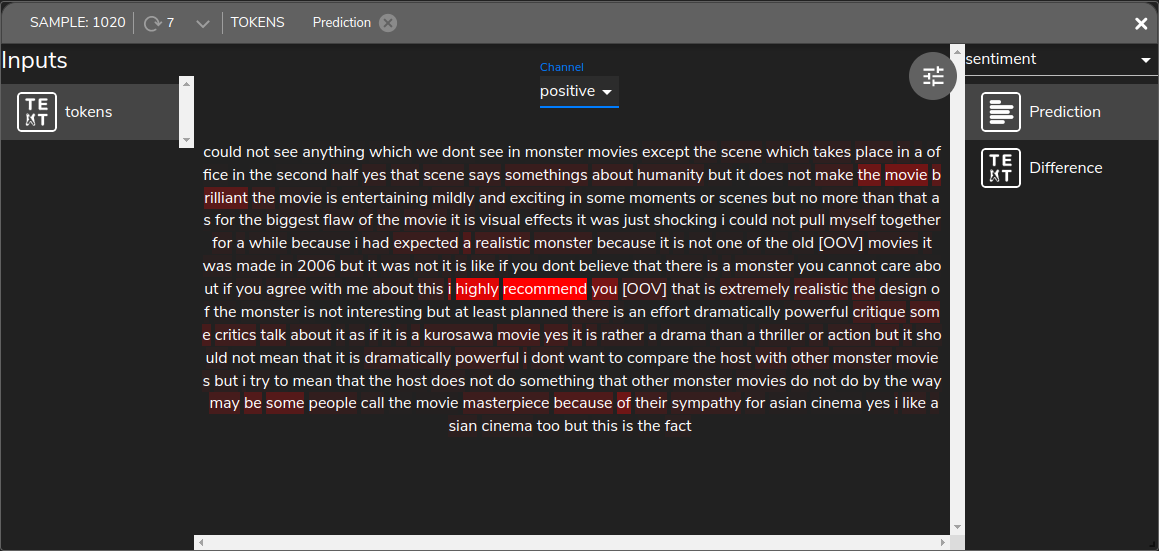 SAMPLE: 1020 7 TOKENS Prediction
Inputs
tokens
Channel
positive
could not see anything which we dont see in monster movies except the scene which takes place in a of
fice in the second half yes that scene says somethings about humanity but it does not make the movie b
rilliant the movie is entertaining mildly and exciting in some moments or scenes but no more than that a
s for the biggest flaw of the movie it is visual effects it was just shocking i could not pull myself together
for a while because i had expected a realistic monster because it is not one of the old [OOV] movies it
was made in 2006 but it was not it is like if you dont believe that there is a monster you cannot care abo
ut if you agree with me about this i highly recommend you [OOV] that is extremely realistic the design o
f the monster is not interesting but at least planned there is an effort dramatically powerful critique som
e critics talk about it as if it is a kurosawa movie yes it is rather a drama than a thriller or action but it sho
uld not mean that it is dramatically powerful i dont want to compare the host with other monster movie
s but i try to mean that the host does not do something that other monster movies do not do by the way
may be some people call the movie masterpiece because of their sympathy for asian cinema yes i like a
sian cinema too but this is the fact
sentiment
TEXT
Prediction
TEXT
Difference